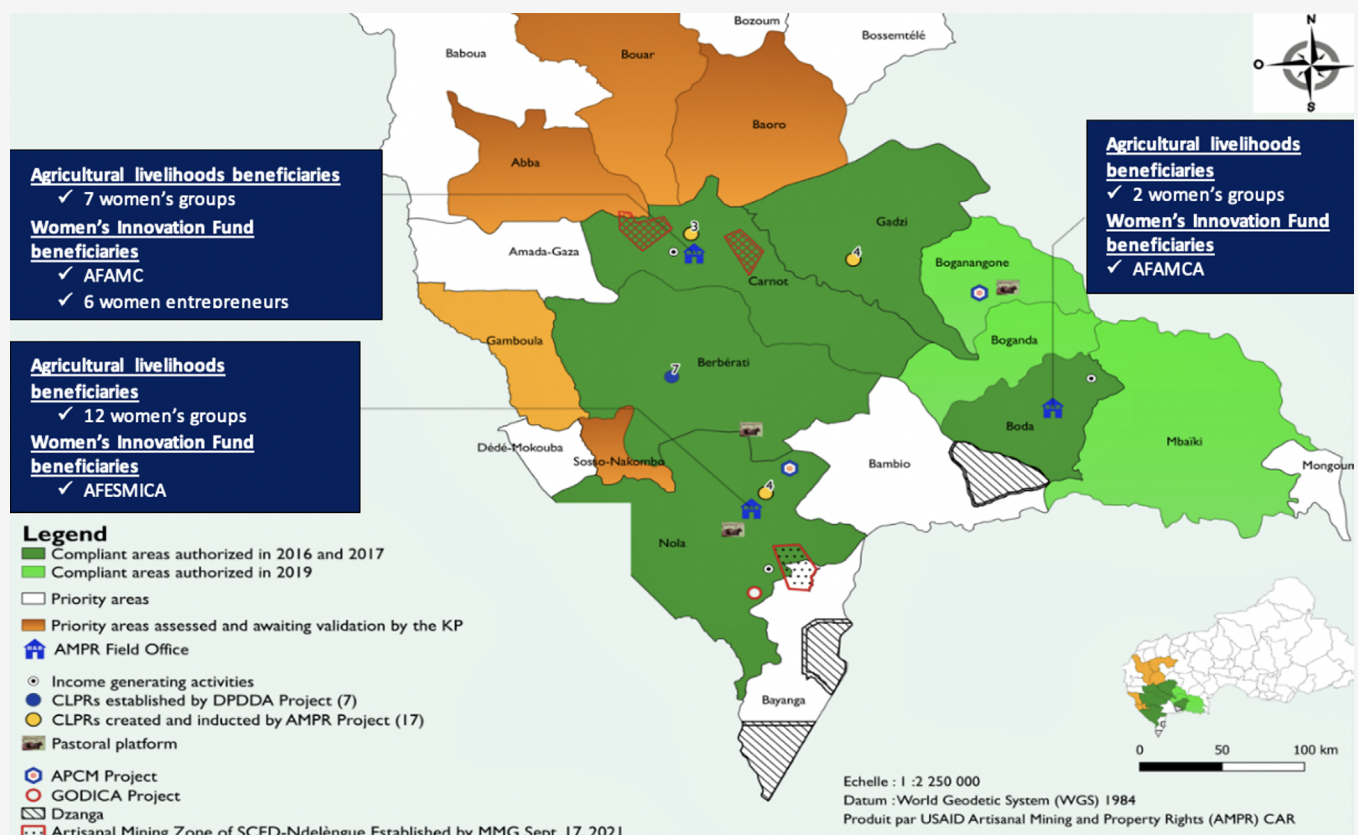 N
O
S
Bozoum
Bossemtélé
Baboua
Bouar
Baoro
Abba
Agricultural livelihoods beneficiaries
✓ 7 women's groups
Women's Innovation Fund
beneficiaries
✓ AFAMC
✓ 6 women entrepreneurs
Agricultural livelihoods
beneficiaries
✓ 2 women's groups
Women's Innovation Fund
beneficiaries
✓ AFAMCA
Gadzi
3
Amada-Gaza
4
Carnot
Boganangone
Gamboula
Boganda
Berbérati
7
Agricultural livelihoods
beneficiaries
✓ 12 women's groups
Women's Innovation Fund
beneficiaries
✓ AFESMICA
Boda
Mbaïki
Dédé-Mokouba
Sosso-Nakombo
Bambio
Mongoum
4
Nola
Bayanga
Legend
Compliant areas authorized in 2016 and 2017
Compliant areas authorized in 2019
Priority areas
Priority areas assessed and awaiting validation by the KP
AMPR Field Office
Income generating activities
CLPRs established by DPDDA Project (7)
CLPRs created and inducted by AMPR Project (17)
Pastoral platform
APCM Project
GODICA Project
Dzanga
Artisanal Mining Zone of SCED-Ndelèngue Established by MMG Sept. 17, 2021
0 50 100 km
Echelle : 1 :2 250 000
Datum : World Geodetic System (WGS) 1984
Produit par USAID Artisanal Mining and Property Rights (AMPR) CAR